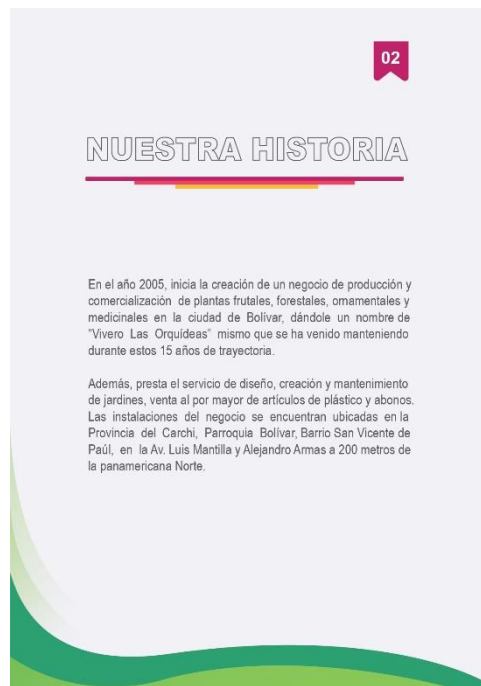 02
NUESTRA HISTORIA
En el año 2005, inicia la creación de un negocio de producción y
comercialización de plantas frutales, forestales, ornamentales y
medicinales en la ciudad de Bolívar, dándole un nombre de
"Vivero Las Orquídeas" mismo que se ha venido manteniendo
durante estos 15 años de trayectoria.
Además, presta el servicio de diseño, creación y mantenimiento
de jardines, venta al por mayor de artículos de plástico y abonos.
Las instalaciones del negocio se encuentran ubicadas en la
Provincia del Carchi, Parroquia Bolívar, Barrio San Vicente de
Paúl, en la Av. Luis Mantilla y Alejandro Armas a 200 metros de
la panamericana Norte.